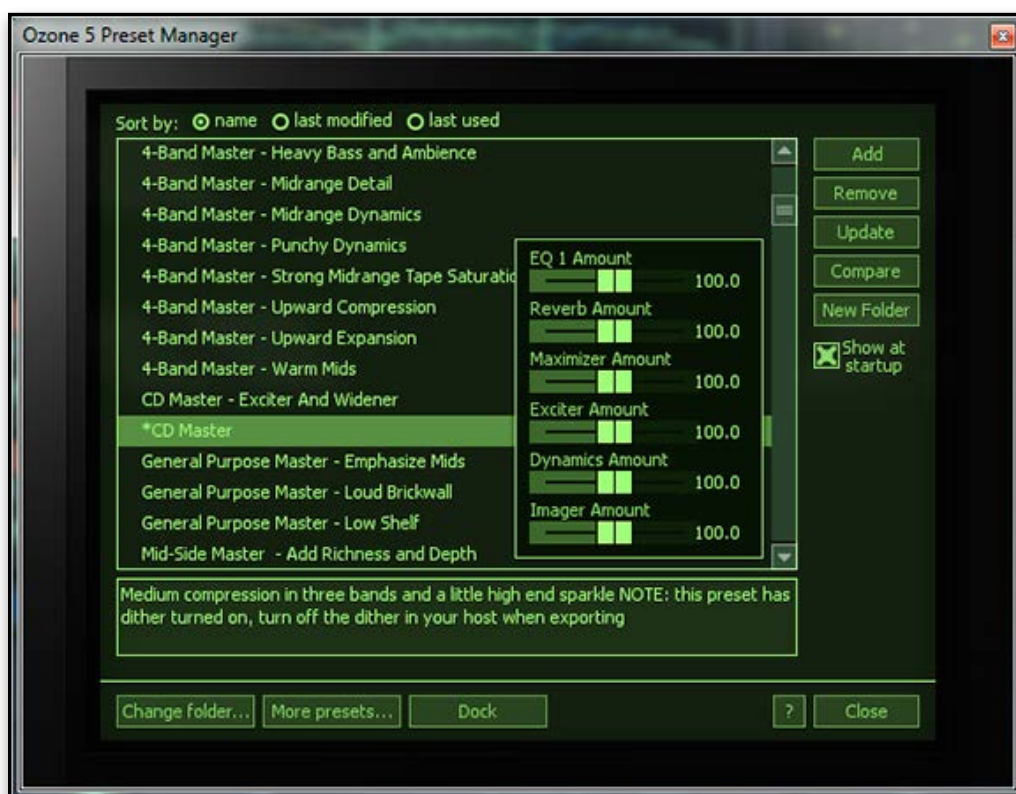 Ozone 5 Preset Manager
Sort by: name last modified last used
4-Band Master - Heavy Bass and Ambience
4-Band Master - Midrange Detail
4-Band Master - Midrange Dynamics
4-Band Master - Punchy Dynamics
4-Band Master - Strong Midrange Tape Saturatio
4-Band Master - Upward Compression
4-Band Master - Upward Expansion
4-Band Master - Warm Mids
CD Master - Exciter And Widener
*CD Master
General Purpose Master - Emphasize Mids
General Purpose Master - Loud Brickwall
General Purpose Master - Low Shelf
Mid-Side Master - Add Richness and Depth
EQ 1 Amount
100.0
Reverb Amount
100.0
Maximizer Amount
100.0
Exciter Amount
100.0
Dynamics Amount
100.0
Imager Amount
100.0
Add
Remove
Update
Compare
New Folder
Show at
startup
Medium compression in three bands and a little high end sparkle NOTE: this preset has
dither turned on, turn off the dither in your host when exporting
Change folder... More presets... Dock ? Close